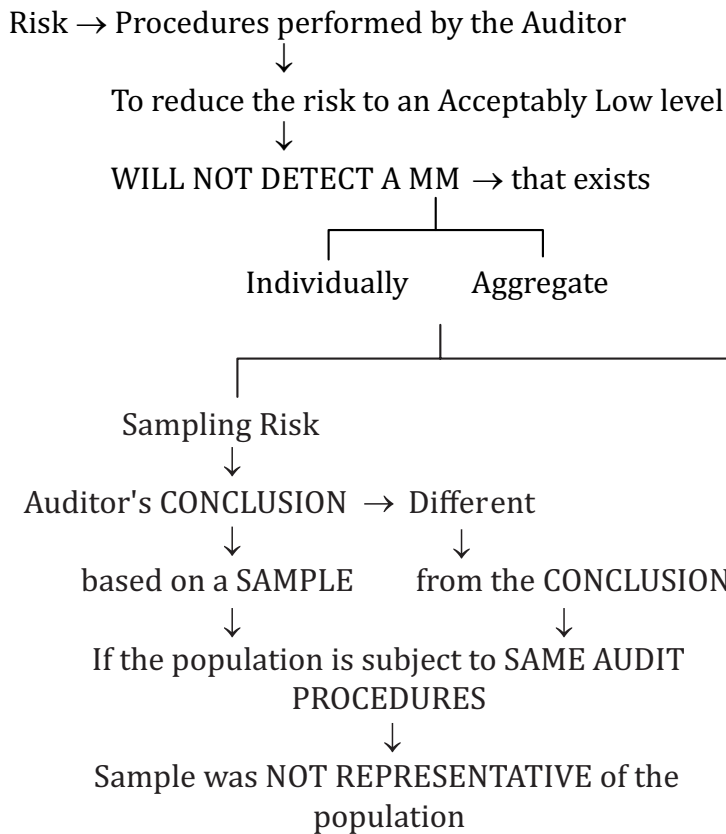 Risk → Procedures performed by the Auditor
↓
To reduce the risk to an Acceptably Low level
↓
WILL NOT DETECT A MM → that exists
Individually Aggregate
Sampling Risk
↓
Auditor's CONCLUSION → Different
↓ ↓
based on a SAMPLE from the CONCLUSION
↓ ↓
If the population is subject to SAME AUDIT
PROCEDURES
↓
Sample was NOT REPRESENTATIVE of the
population